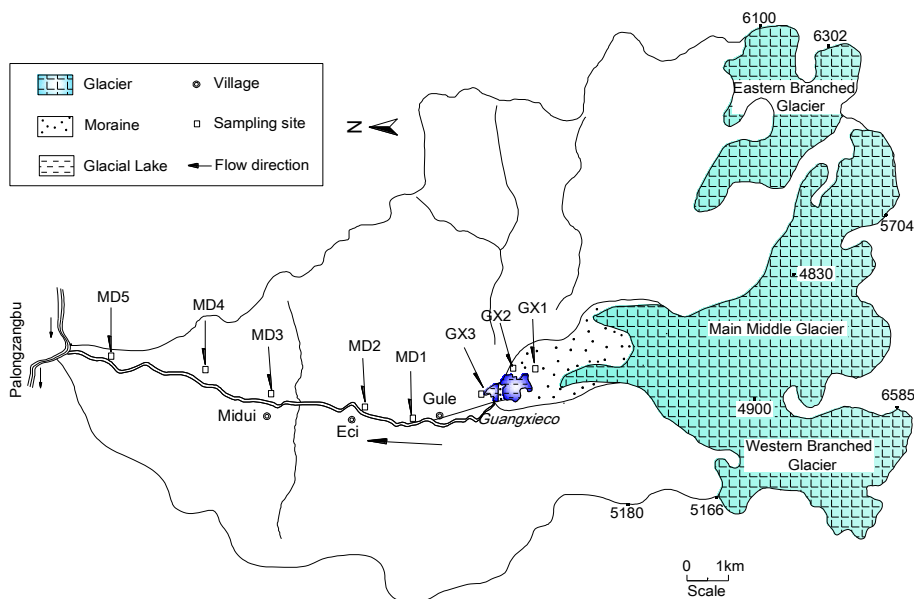 6100
6302
Eastern Branched
Glacier
Glacier
Village
Moraine
Sampling site
Glacial Lake
Flow direction
N
5704
4830
MD5
MD4
MD3
MD2
MD1
GX3
GX2
GX1
Main Middle Glacier
Palongzangbu
Midui
Eci
Gule
Guangxieco
4900
6585
Western Branched
Glacier
5180
5166
0 1km
Scale